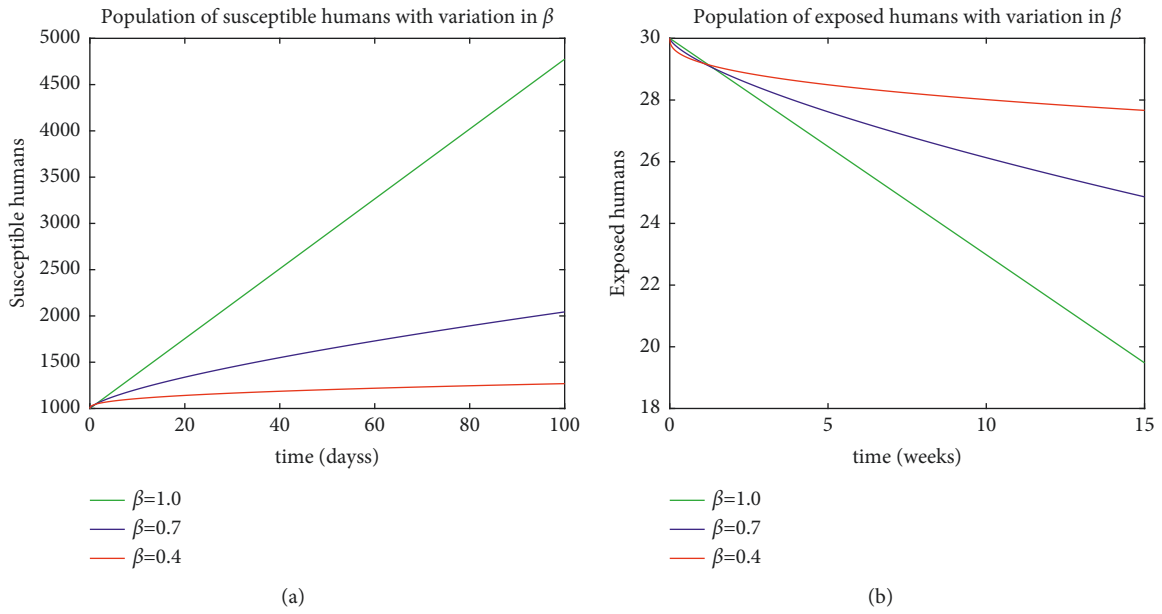 Population of susceptible humans with variation in β
5000
4500
4000
3500
3000
2500
2000
1500
1000
Susceptible humans
0 20 40 60 80 100
time (dayss)
β=1.0
β=0.7
β=0.4
(a)
Population of exposed humans with variation in β
30
28
26
24
22
20
18
Exposed humans
0 5 10 15
time (weeks)
β=1.0
β=0.7
β=0.4
(b)